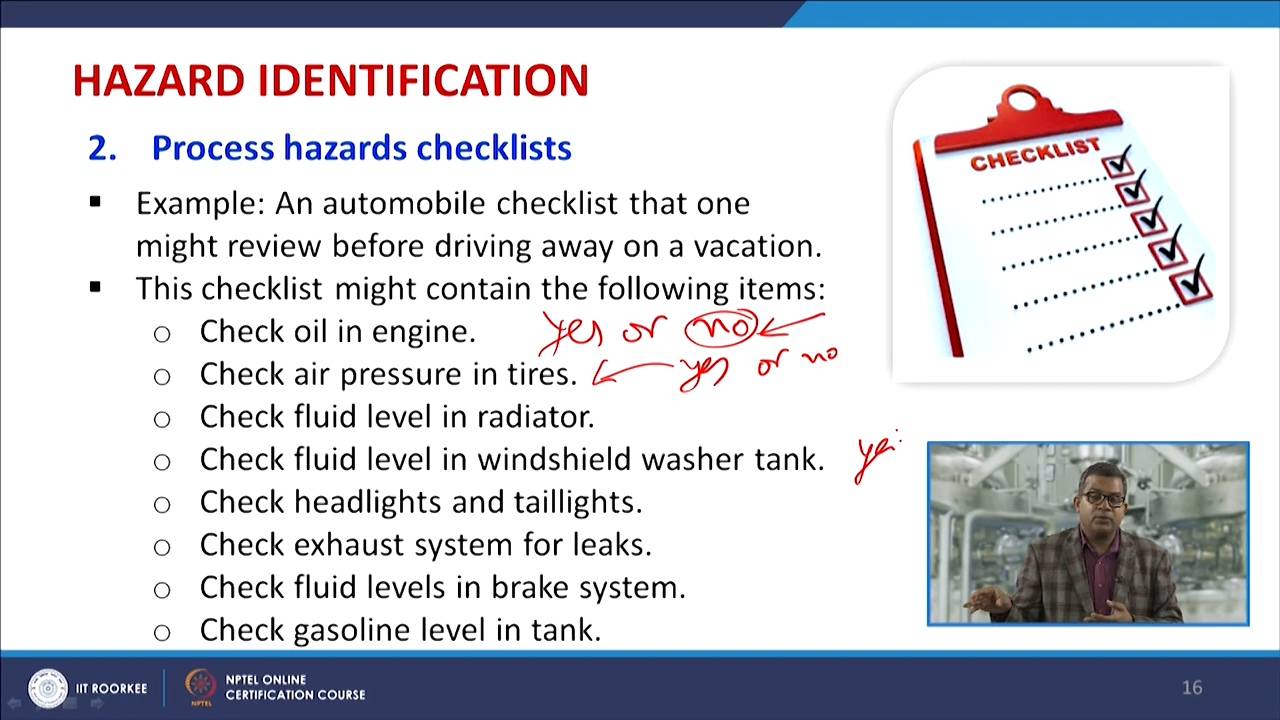 HAZARD IDENTIFICATION
2. Process hazards checklists
▪ Example: An automobile checklist that one
might review before driving away on a vacation.
▪ This checklist might contain the following items:
o Check oil in engine. yes or no
o Check air pressure in tires. yes or no
o Check fluid level in radiator.
o Check fluid level in windshield washer tank.
o Check headlights and taillights.
o Check exhaust system for leaks.
o Check fluid levels in brake system.
o Check gasoline level in tank.
CHECKLIST
IIT ROORKEE
NPTEL
NPTEL ONLINE
CERTIFICATION COURSE
16